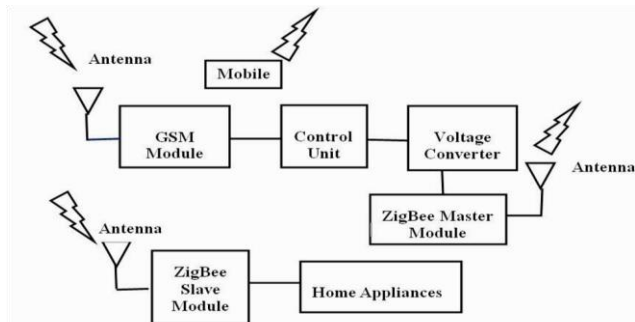 Antenna
Mobile
GSM
Module
Control
Unit
Voltage
Converter
Antenna
ZigBee Master
Module
Antenna
ZigBee
Slave
Module
Home Appliances